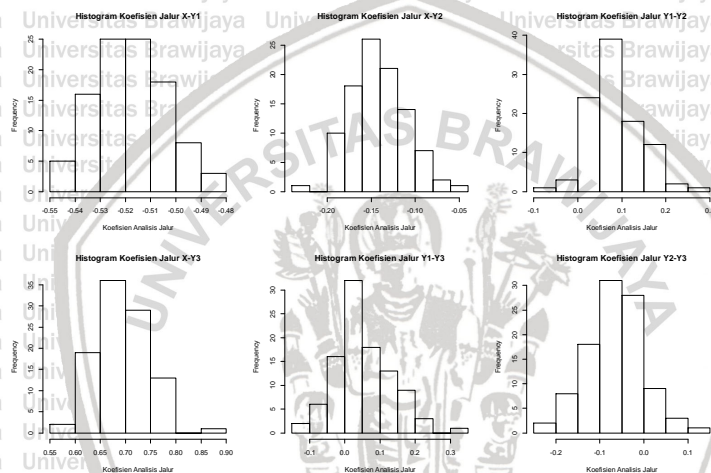 Histogram Koefisien Jalur X-Y1
Frequency
0 5 10 15 20 25
-0.55 -0.54 -0.53 -0.52 -0.51 -0.50 -0.49 -0.48
Koefisien Analisis Jalur
Histogram Koefisien Jalur X-Y2
Frequency
0 5 10 15 20 25
-0.20 -0.15 -0.10 -0.05
Koefisien Analisis Jalur
Histogram Koefisien Jalur Y1-Y2
Frequency
0 10 20 30 40
-0.1 0.0 0.1 0.2 0.3
Koefisien Analisis Jalur
Histogram Koefisien Jalur X-Y3
Frequency
0 5 10 15 20 25 30 35
0.55 0.60 0.65 0.70 0.75 0.80 0.85 0.90
Koefisien Analisis Jalur
Histogram Koefisien Jalur Y1-Y3
Frequency
0 5 10 15 20 25 30
-0.1 0.0 0.1 0.2 0.3
Koefisien Analisis Jalur
Histogram Koefisien Jalur Y2-Y3
Frequency
0 5 10 15 20 25 30
-0.2 -0.1 0.0 0.1
Koefisien Analisis Jalur
UNIVERSITAS BRAWIJAYA
Universitas Brawijaya
Universitas Brawijaya